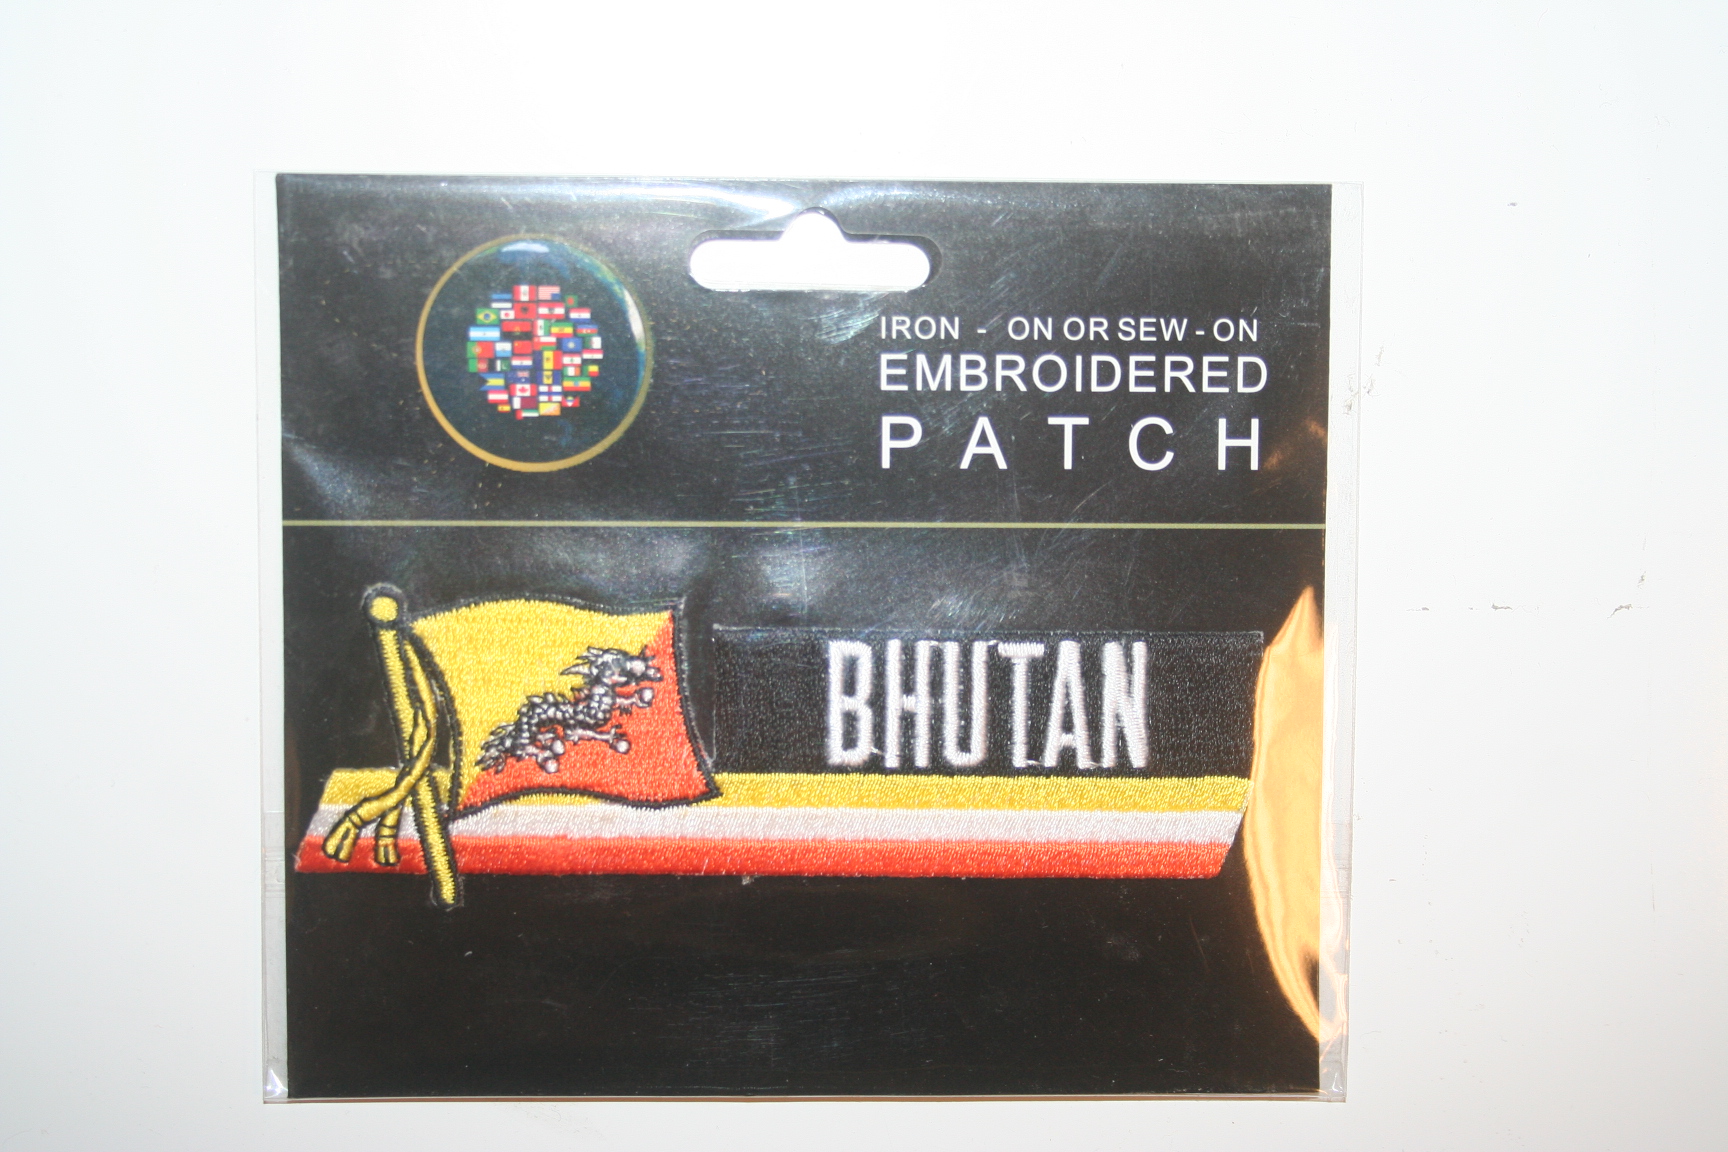 IRON - ON OR SEW - ON
EMBROIDERED
PATCH
BHUTAN